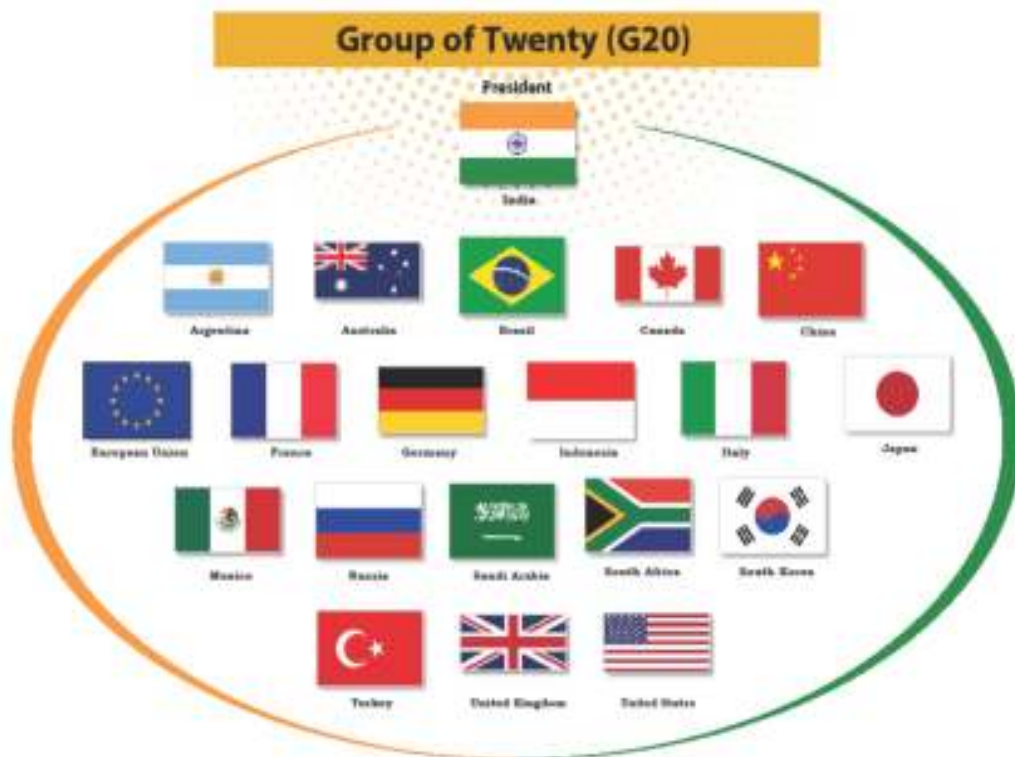 Group of Twenty (G20)
President
India
Argentina Australia Brazil Canada China
European Union France Germany Indonesia Italy Japan
Mexico Russia Saudi Arabia South Africa South Korea
Turkey United Kingdom United States